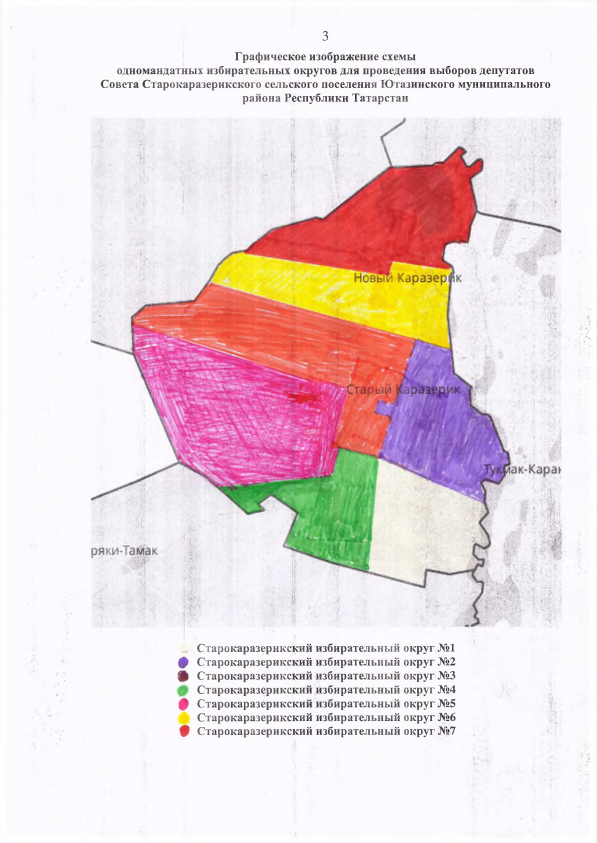 3
Графическое изображение схемы
одномандатных избирательных округов для проведения выборов депутатов
Совета Старокаразерикского сельского поселения Ютазинского муниципального
района Республики Татарстан
Новый Каразерик
Старый Каразерик
Тукмак-Каран
ряки-Тамак
Старокаразерикский избирательный округ №1
Старокаразерикский избирательный округ №2
Старокаразерикский избирательный округ №3
Старокаразерикский избирательный округ №4
Старокаразерикский избирательный округ №5
Старокаразерикский избирательный округ №6
Старокаразерикский избирательный округ №7